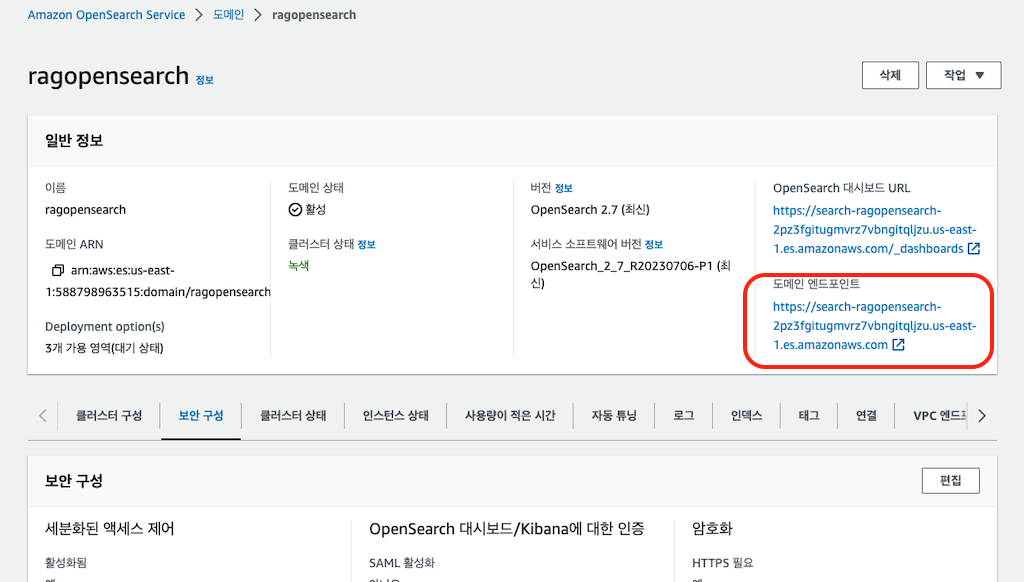 Amazon OpenSearch Service > 도메인 > ragopensearch
ragopensearch 정보
삭제
작업 ▼
일반 정보
이름
ragopensearch
도메인 ARN
arn:aws:es:us-east-
1:588798963515:domain/ragopensearch
Deployment option(s)
3개 가용 영역(대기 상태)
도메인 상태
활성
클러스터 상태 정보
녹색
버전 정보
OpenSearch 2.7 (최신)
서비스 소프트웨어 버전 정보
OpenSearch_2_7_R20230706-P1 (최
신)
OpenSearch 대시보드 URL
https://search-ragopensearch-
2pz3fgitugmvrz7vbngitqljzu.us-east-
1.es.amazonaws.com/_dashboards
도메인 엔드포인트
https://search-ragopensearch-
2pz3fgitugmvrz7vbngitqljzu.us-east-
1.es.amazonaws.com
클러스터 구성
보안 구성
클러스터 상태
인스턴스 상태
사용량이 적은 시간
자동 튜닝
로그
인덱스
태그
연결
VPC 엔드
보안 구성
편집
세분화된 액세스 제어
활성화됨
OpenSearch 대시보드/Kibana에 대한 인증
SAML 활성화
암호화
HTTPS 필요